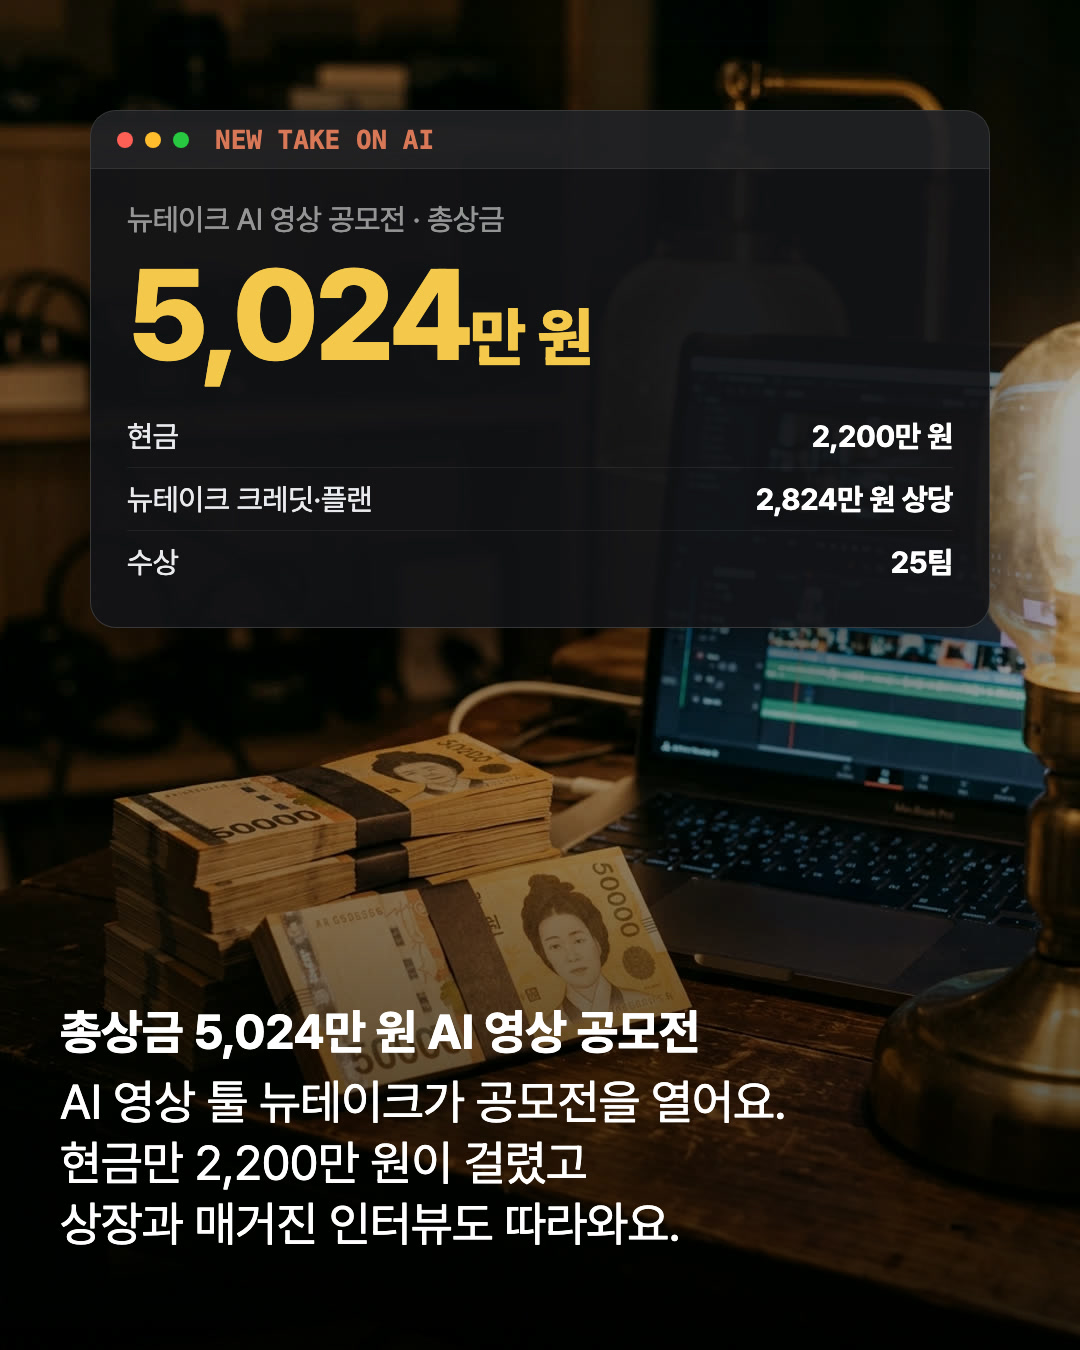 NEW TAKE ON AI
뉴테이크 AI 영상 공모전 · 총상금
5,024만 원
현금 2,200만 원
뉴테이크 크레딧·플랜 2,824만 원 상당
수상 25팀
50000
50000
50000
50000
총상금 5,024만 원 AI 영상 공모전
AI 영상 툴 뉴테이크가 공모전을 열어요.
현금만 2,200만 원이 걸렸고
상장과 매거진 인터뷰도 따라와요.